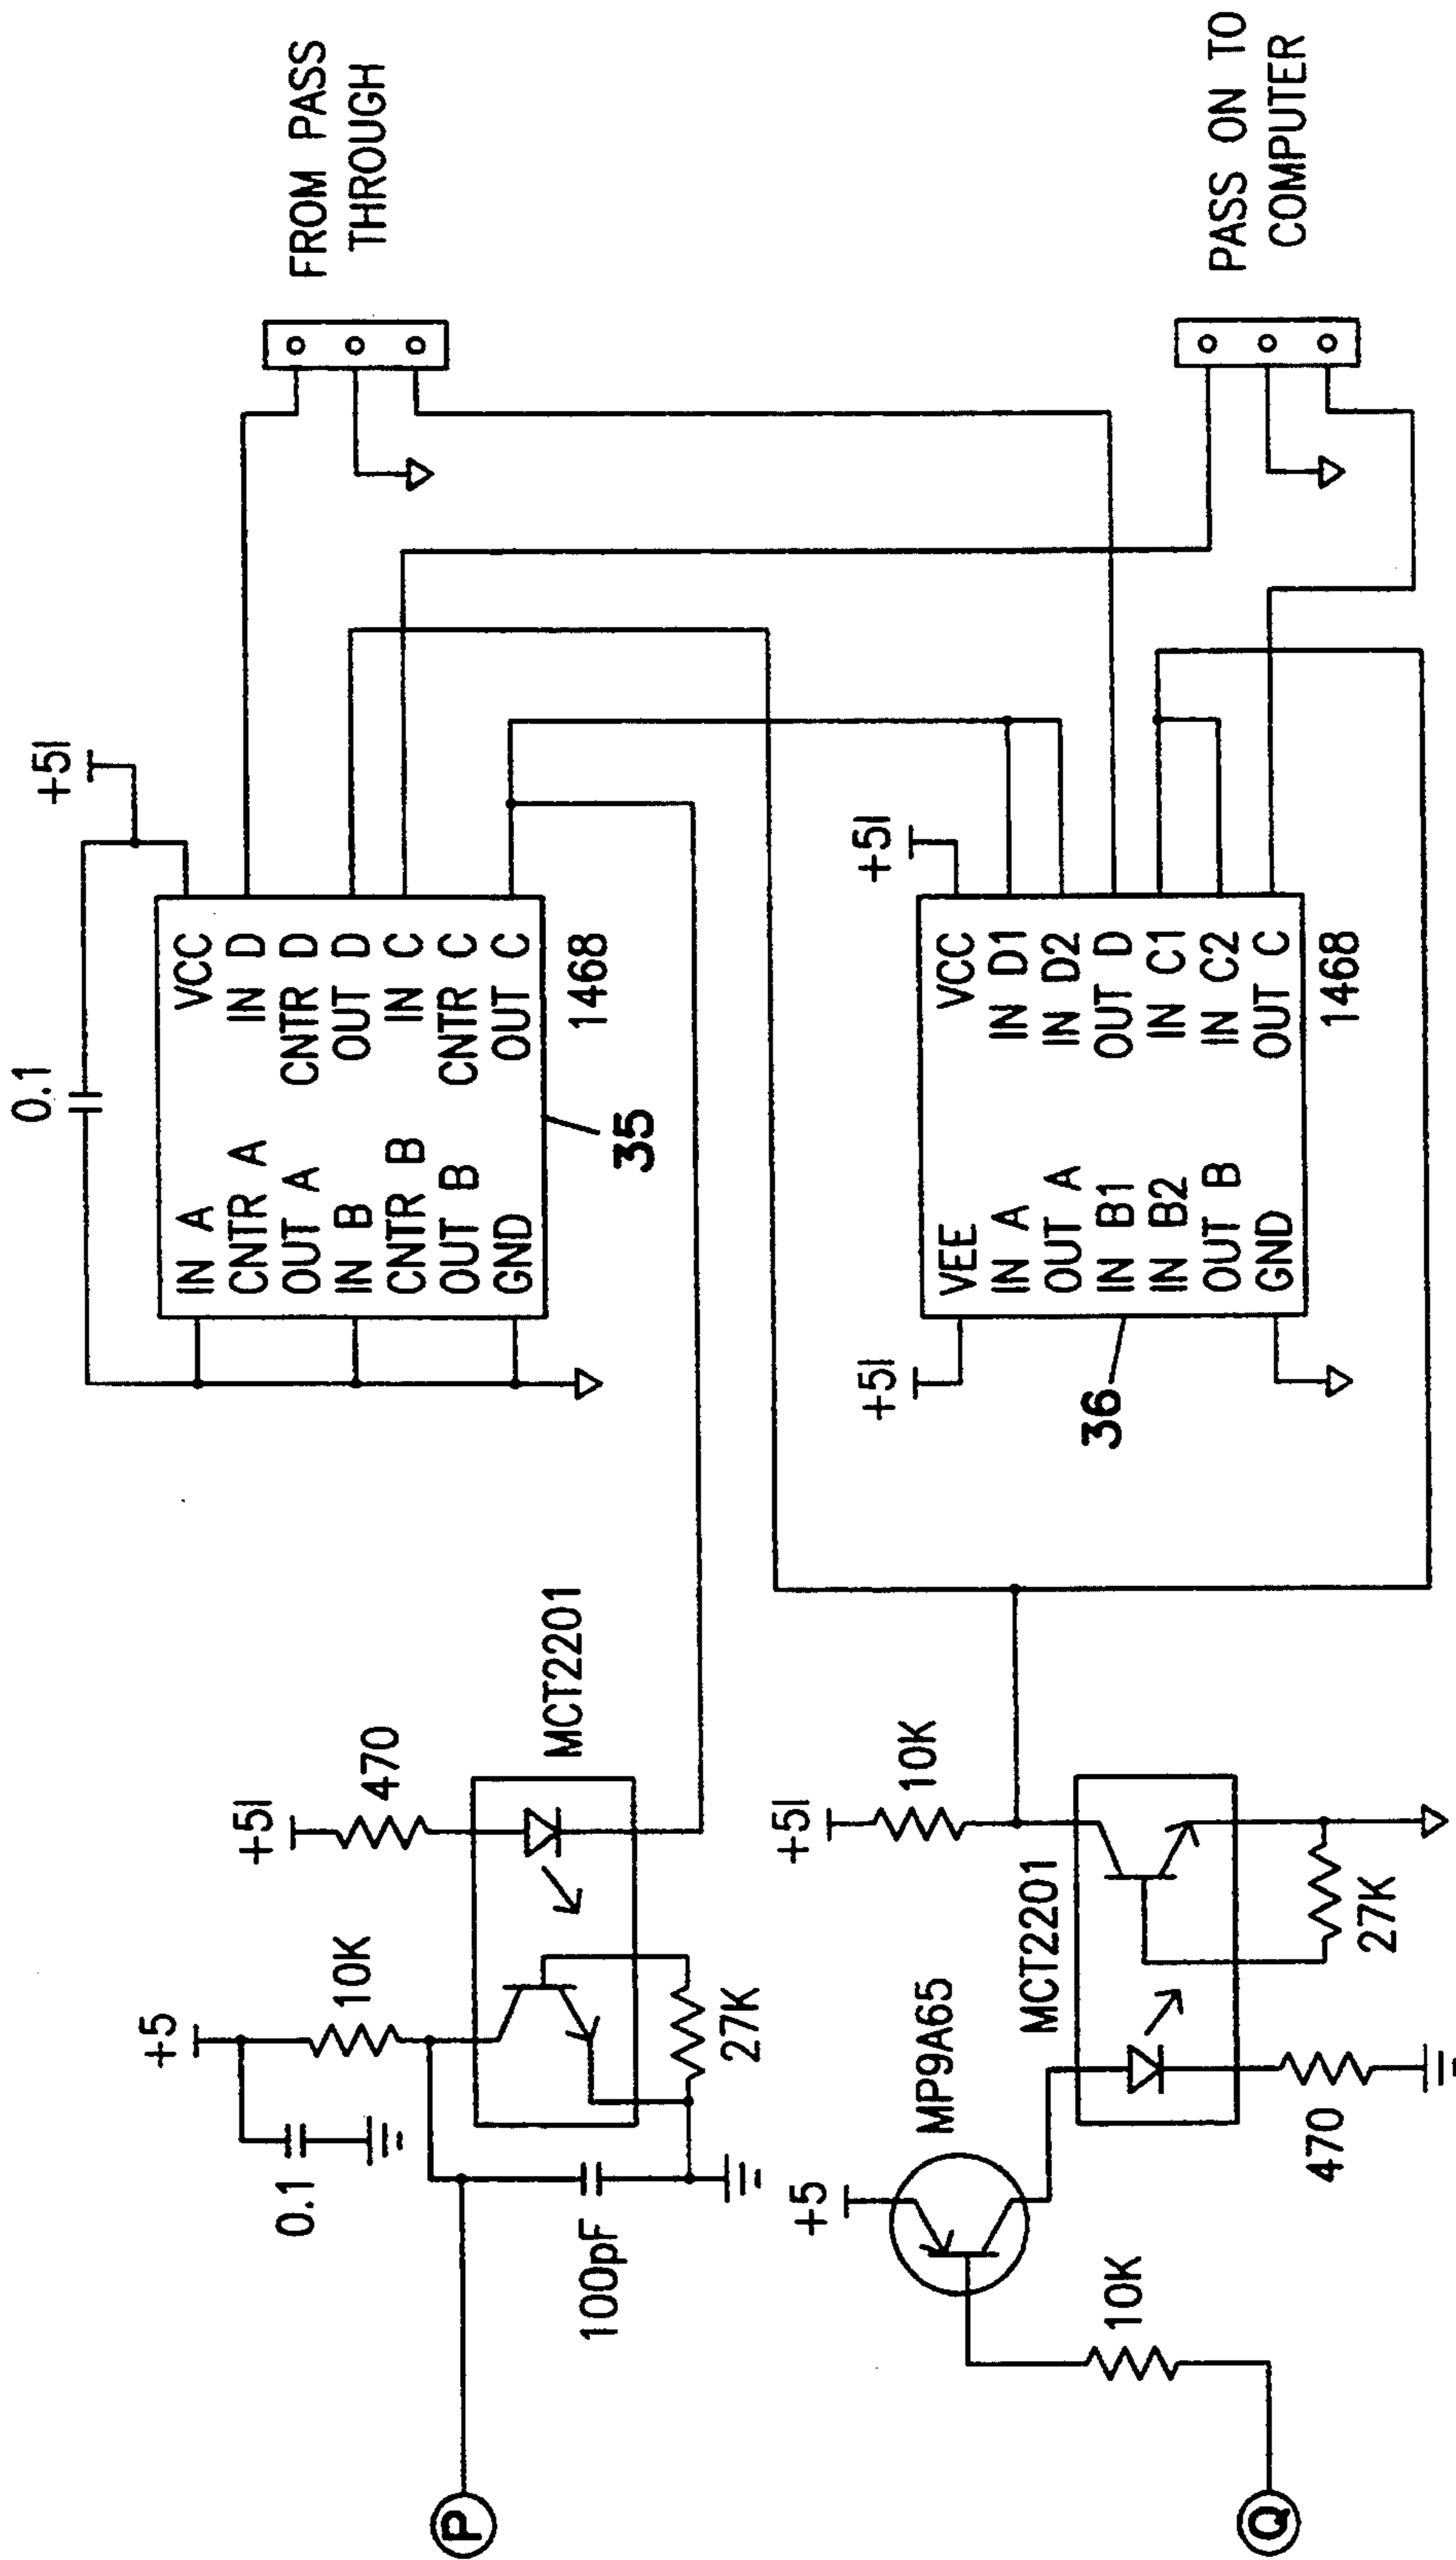 0.1
+5I
FROM PASS
THROUGH
IN A
CNTR A
OUT A
IN B
CNTR B
OUT B
GND
VCC
IN D
CNTR D
OUT D
IN C
CNTR C
OUT C
1468
35
+5
0.1
10K
+5I
470
MCT2201
27K
100pF
P
+5I
+5I
VEE
IN A
OUT A
IN B1
IN B2
OUT B
GND
VCC
IN D1
IN D2
OUT D
IN C1
IN C2
OUT C
1468
36
PASS ON TO
COMPUTER
+5
MP9A65
+5I
10K
MCT2201
10K
470
27K
Q